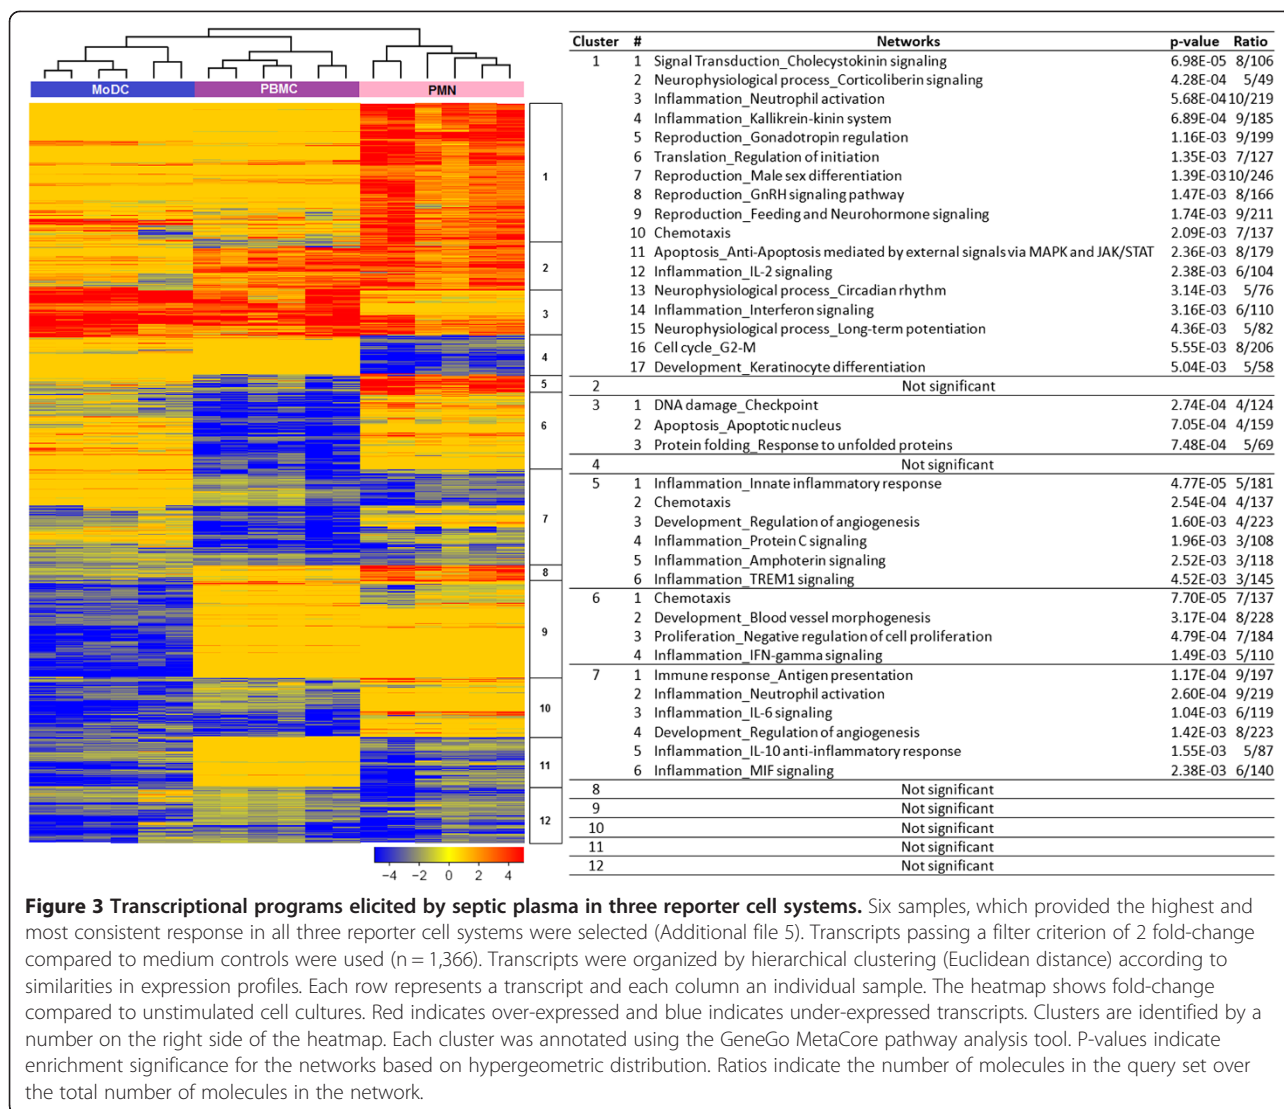 MoDC PBMC PMN
1
2
3
4
5
6
7
8
9
10
11
12
−4 −2 0 2 4
Cluster # Networks p-value Ratio
1 1 Signal Transduction_Cholecystokinin signaling 6.98E-05 8/106
2 Neurophysiological process_Corticoliberin signaling 4.28E-04 5/49
3 Inflammation_Neutrophil activation 5.68E-04 10/219
4 Inflammation_Kallikrein-kinin system 6.89E-04 9/185
5 Reproduction_Gonadotropin regulation 1.16E-03 9/199
6 Translation_Regulation of initiation 1.35E-03 7/127
7 Reproduction_Male sex differentiation 1.39E-03 10/246
8 Reproduction_GnRH signaling pathway 1.47E-03 8/166
9 Reproduction_Feeding and Neurohormone signaling 1.74E-03 9/211
10 Chemotaxis 2.09E-03 7/137
11 Apoptosis_Anti-Apoptosis mediated by external signals via MAPK and JAK/STAT 2.36E-03 8/179
12 Inflammation_IL-2 signaling 2.38E-03 6/104
13 Neurophysiological process_Circadian rhythm 3.14E-03 5/76
14 Inflammation_Interferon signaling 3.16E-03 6/110
15 Neurophysiological process_Long-term potentiation 4.36E-03 5/82
16 Cell cycle_G2-M 5.55E-03 8/206
17 Development_Keratinocyte differentiation 5.04E-03 5/58
2 Not significant
3 1 DNA damage_Checkpoint 2.74E-04 4/124
2 Apoptosis_Apoptotic nucleus 7.05E-04 4/159
3 Protein folding_Response to unfolded proteins 7.48E-04 5/69
4 Not significant
5 1 Inflammation_Innate inflammatory response 4.77E-05 5/181
2 Chemotaxis 2.54E-04 4/137
3 Development_Regulation of angiogenesis 1.60E-03 4/223
4 Inflammation_Protein C signaling 1.96E-03 3/108
5 Inflammation_Amphoterin signaling 2.52E-03 3/118
6 Inflammation_TREM1 signaling 4.52E-03 3/145
6 1 Chemotaxis 7.70E-05 7/137
2 Development_Blood vessel morphogenesis 3.17E-04 8/228
3 Proliferation_Negative regulation of cell proliferation 4.79E-04 7/184
4 Inflammation_IFN-gamma signaling 1.49E-03 5/110
7 1 Immune response_Antigen presentation 1.17E-04 9/197
2 Inflammation_Neutrophil activation 2.60E-04 9/219
3 Inflammation_IL-6 signaling 1.04E-03 6/119
4 Development_Regulation of angiogenesis 1.42E-03 8/223
5 Inflammation_IL-10 anti-inflammatory response 1.55E-03 5/87
6 Inflammation_MIF signaling 2.38E-03 6/140
8 Not significant
9 Not significant
10 Not significant
11 Not significant
12 Not significant
Figure 3 Transcriptional programs elicited by septic plasma in three reporter cell systems. Six samples, which provided the highest and
most consistent response in all three reporter cell systems were selected (Additional file 5). Transcripts passing a filter criterion of 2 fold-change
compared to medium controls were used (n = 1,366). Transcripts were organized by hierarchical clustering (Euclidean distance) according to
similarities in expression profiles. Each row represents a transcript and each column an individual sample. The heatmap shows fold-change
compared to unstimulated cell cultures. Red indicates over-expressed and blue indicates under-expressed transcripts. Clusters are identified by a
number on the right side of the heatmap. Each cluster was annotated using the GeneGo MetaCore pathway analysis tool. P-values indicate
enrichment significance for the networks based on hypergeometric distribution. Ratios indicate the number of molecules in the query set over
the total number of molecules in the network.